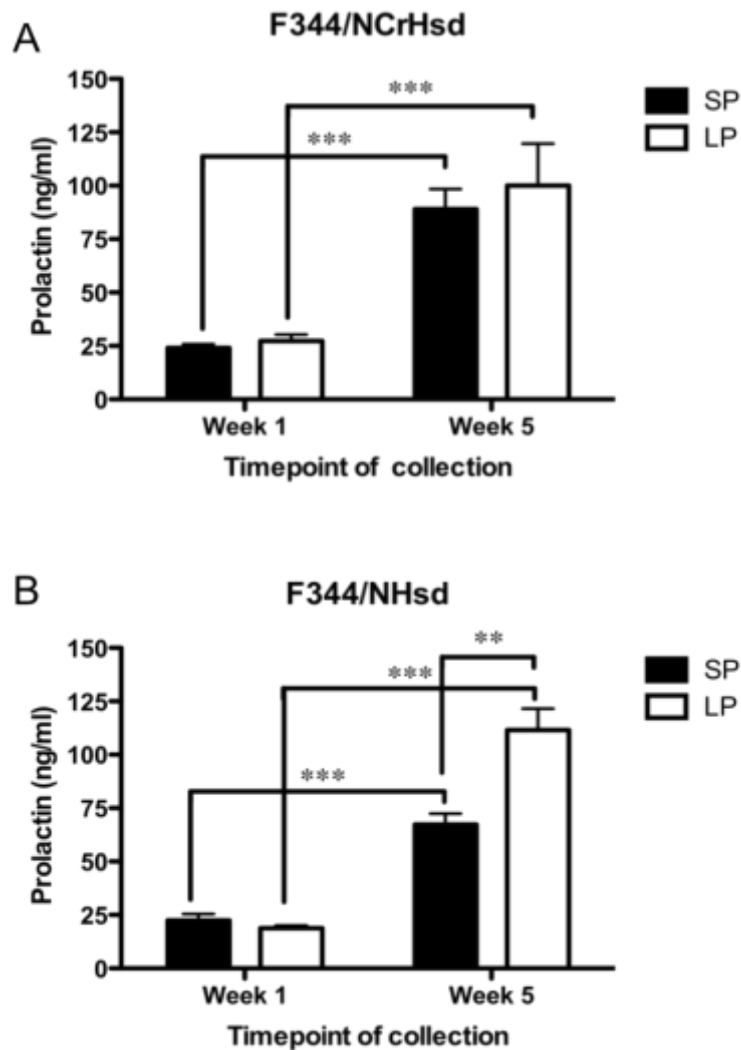 A
F344/NCrHsd
Prolactin (ng/ml)
150
125
100
75
50
25
0
***
***
SP
LP
Week 1
Week 5
Timepoint of collection
B
F344/NHsd
Prolactin (ng/ml)
150
125
100
75
50
25
0
**
***
***
SP
LP
Week 1
Week 5
Timepoint of collection